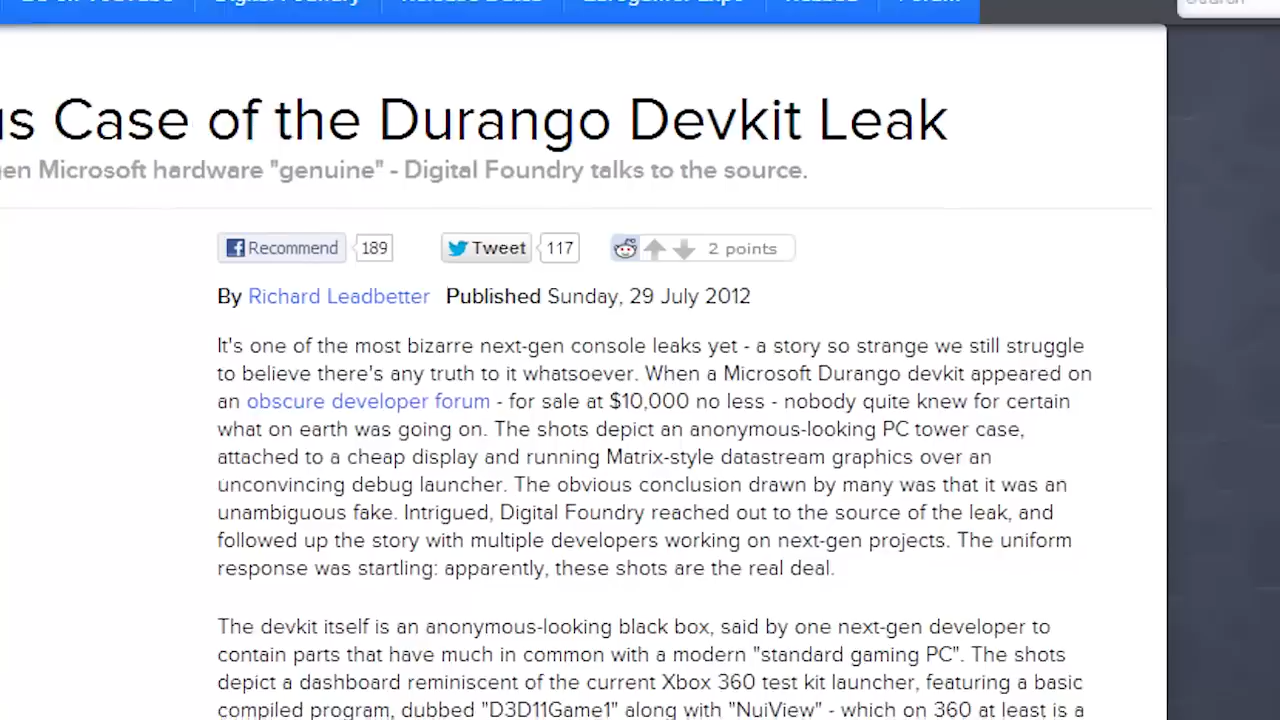 Digital Foundry
Eurogamer Expo
Forum
Search
us Case of the Durango Devkit Leak
en Microsoft hardware "genuine" - Digital Foundry talks to the source.
Recommend 189 Tweet 117 2 points
By Richard Leadbetter Published Sunday, 29 July 2012
It's one of the most bizarre next-gen console leaks yet - a story so strange we still struggle
to believe there's any truth to it whatsoever. When a Microsoft Durango devkit appeared on
an obscure developer forum - for sale at $10,000 no less - nobody quite knew for certain
what on earth was going on. The shots depict an anonymous-looking PC tower case,
attached to a cheap display and running Matrix-style datastream graphics over an
unconvincing debug launcher. The obvious conclusion drawn by many was that it was an
unambiguous fake. Intrigued, Digital Foundry reached out to the source of the leak, and
followed up the story with multiple developers working on next-gen projects. The uniform
response was startling: apparently, these shots are the real deal.
The devkit itself is an anonymous-looking black box, said by one next-gen developer to
contain parts that have much in common with a modern "standard gaming PC". The shots
depict a dashboard reminiscent of the current Xbox 360 test kit launcher, featuring a basic
compiled program, dubbed "D3D11Game1" along with "NuiView" - which on 360 at least is a